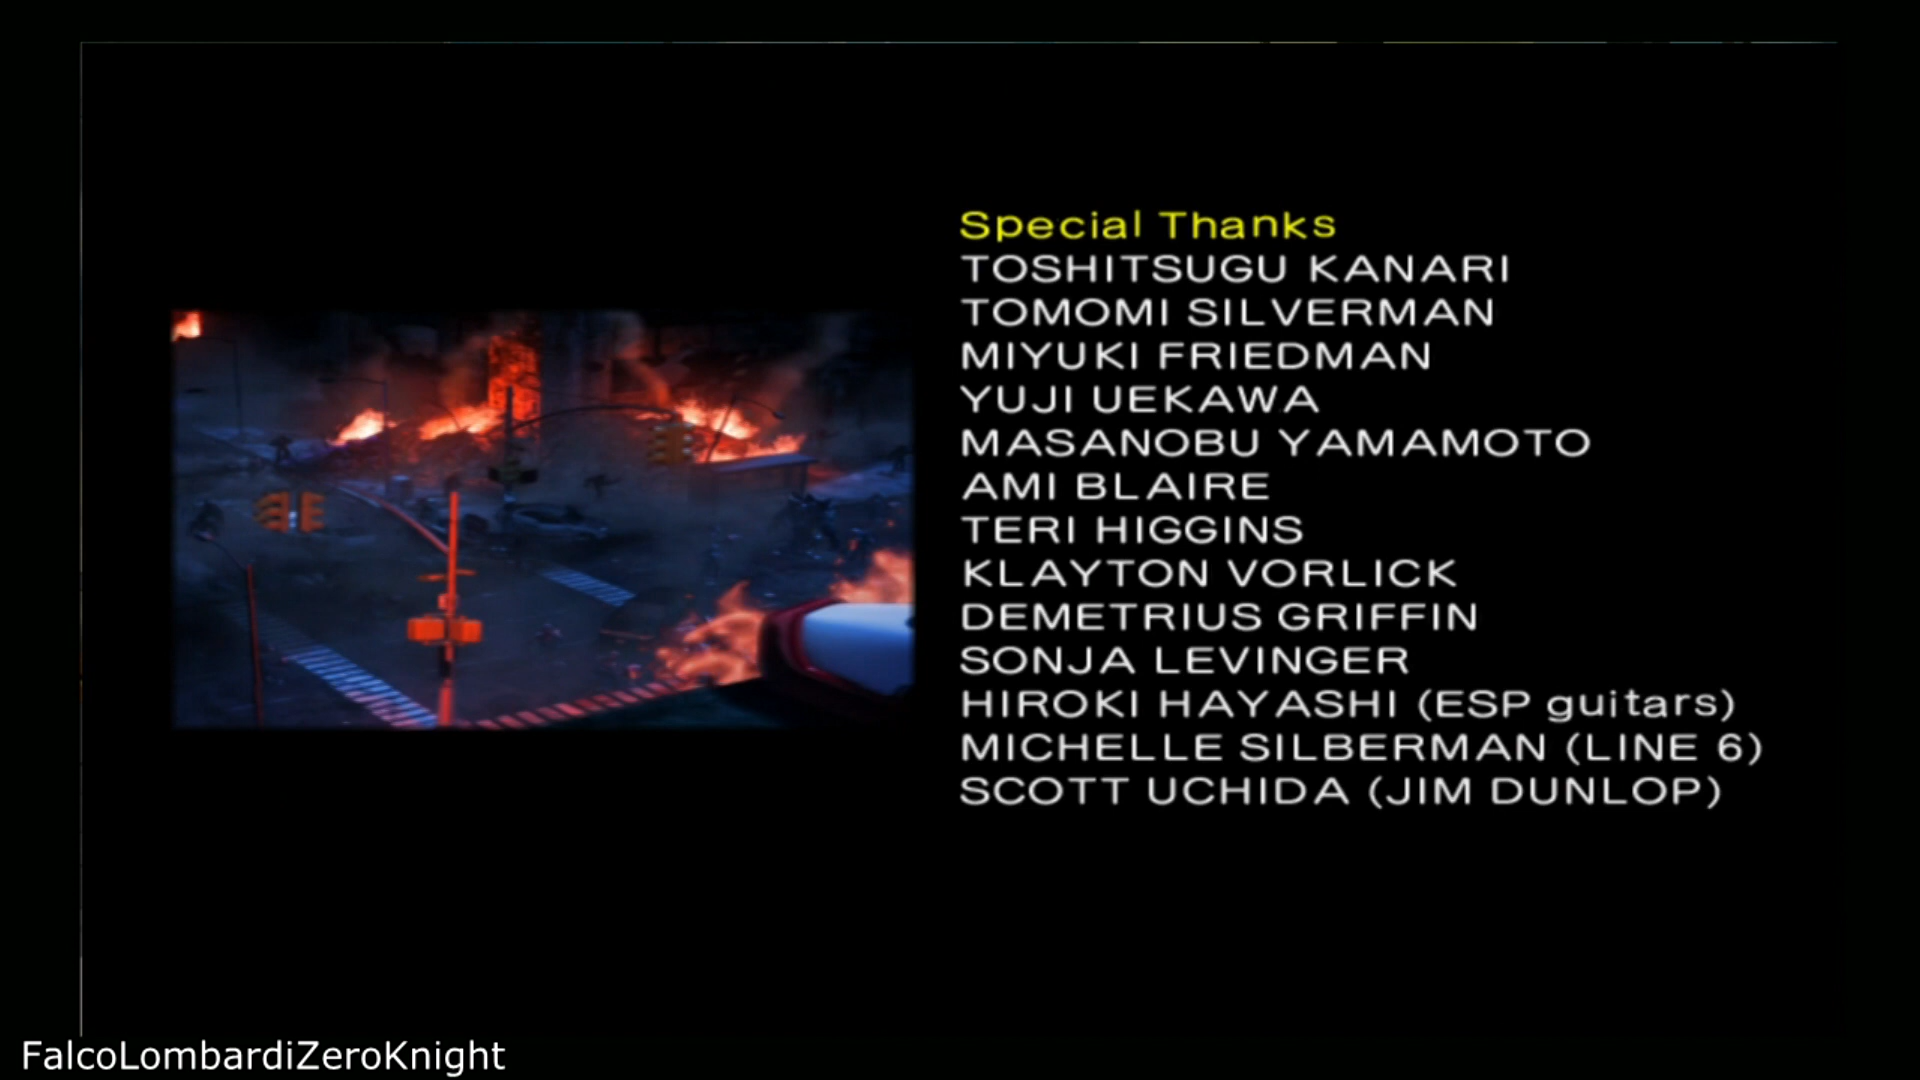 Special Thanks
TOSHITSUGU KANARI
TOMOMI SILVERMAN
MIYUKI FRIEDMAN
YUJI UEKAWA
MASANOBU YAMAMOTO
AMI BLAIRE
TERI HIGGINS
KLAYTON VORLICK
DEMETRIUS GRIFFIN
SONJA LEVINGER
HIROKI HAYASHI (ESP guitars)
MICHELLE SILBERMAN (LINE 6)
SCOTT UCHIDA (JIM DUNLOP)
FalcoLombardiZeroKnight